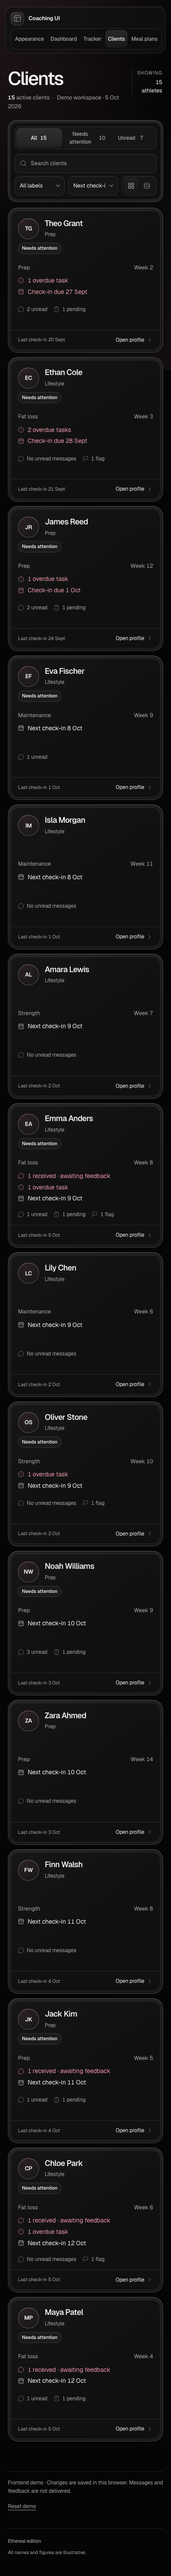 Coaching UI
Appearance Dashboard Tracker Clients Meal plans
Clients
SHOWING
15
athletes
15 active clients · Demo workspace · 5 Oct
2026
All 15
Needs
attention 10
Unread 7
Search clients
All labels
Next check-i
TG
Theo Grant
Prep
Needs attention
Prep Week 2
1 overdue task
Check-in due 27 Sept
2 unread 1 pending
Last check-in 20 Sept Open profile
EC
Ethan Cole
Lifestyle
Needs attention
Fat loss Week 3
2 overdue tasks
Check-in due 28 Sept
No unread messages 1 flag
Last check-in 21 Sept Open profile
JR
James Reed
Prep
Needs attention
Prep Week 12
1 overdue task
Check-in due 1 Oct
2 unread 1 pending
Last check-in 24 Sept Open profile
EF
Eva Fischer
Lifestyle
Needs attention
Maintenance Week 9
Next check-in 8 Oct
1 unread
Last check-in 1 Oct Open profile
IM
Isla Morgan
Lifestyle
Maintenance Week 11
Next check-in 8 Oct
No unread messages
Last check-in 1 Oct Open profile
AL
Amara Lewis
Lifestyle
Strength Week 7
Next check-in 9 Oct
No unread messages
Last check-in 2 Oct Open profile
EA
Emma Anders
Lifestyle
Needs attention
Fat loss Week 8
1 received · awaiting feedback
1 overdue task
Next check-in 9 Oct
1 unread 1 pending 1 flag
Last check-in 5 Oct Open profile
LC
Lily Chen
Lifestyle
Maintenance Week 6
Next check-in 9 Oct
No unread messages
Last check-in 2 Oct Open profile
OS
Oliver Stone
Lifestyle
Needs attention
Strength Week 10
1 overdue task
Next check-in 9 Oct
No unread messages 1 flag
Last check-in 2 Oct Open profile
NW
Noah Williams
Prep
Needs attention
Prep Week 9
Next check-in 10 Oct
3 unread 1 pending
Last check-in 3 Oct Open profile
ZA
Zara Ahmed
Prep
Prep Week 14
Next check-in 10 Oct
No unread messages
Last check-in 3 Oct Open profile
FW
Finn Walsh
Lifestyle
Strength Week 8
Next check-in 11 Oct
No unread messages
Last check-in 4 Oct Open profile
JK
Jack Kim
Prep
Needs attention
Prep Week 5
1 received · awaiting feedback
Next check-in 11 Oct
1 unread 1 pending
Last check-in 4 Oct Open profile
CP
Chloe Park
Lifestyle
Needs attention
Fat loss Week 6
1 received · awaiting feedback
1 overdue task
Next check-in 12 Oct
No unread messages 1 flag
Last check-in 5 Oct Open profile
MP
Maya Patel
Lifestyle
Needs attention
Fat loss Week 4
1 received · awaiting feedback
Next check-in 12 Oct
1 unread 1 pending
Last check-in 5 Oct Open profile
Frontend demo · Changes are saved in this browser. Messages and
feedback are not delivered.
Reset demo
Ethereal edition
All names and figures are illustrative.